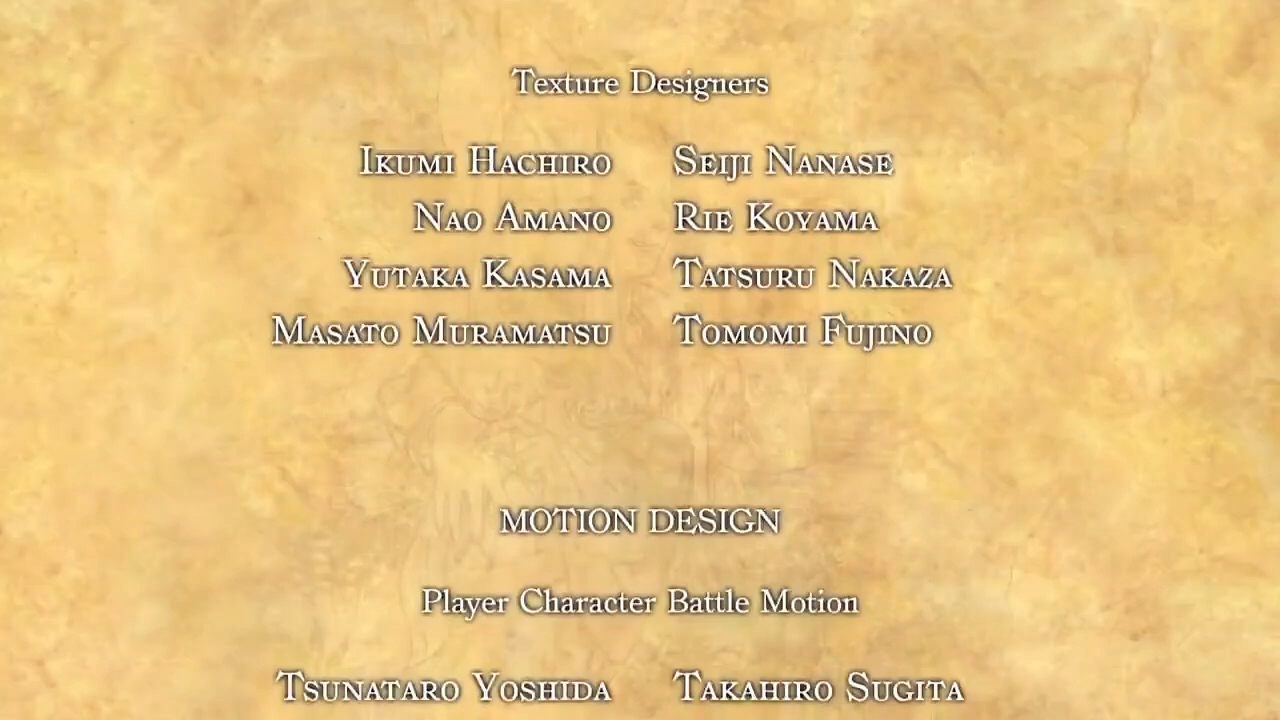 Texture Designers
Ikumi Hachiro Seiji Nanase
Nao Amano Rie Koyama
Yutaka Kasama Tatsuru Nakaza
Masato Muramatsu Tomomi Fujino
MOTION DESIGN
Player Character Battle Motion
Tsunataro Yoshida Takahiro Sugita